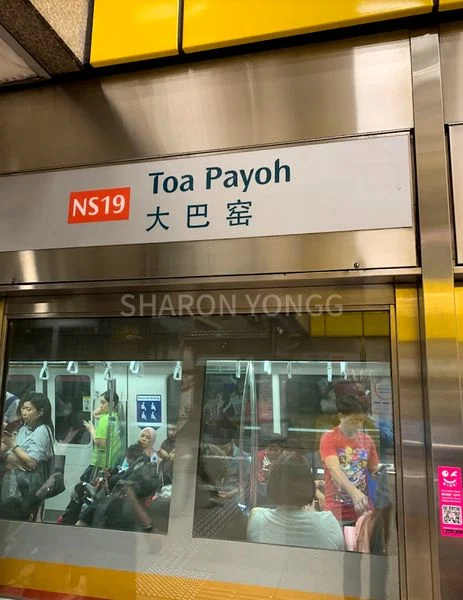 Toa Payoh
NS19
大巴窑
SHARON YONGG